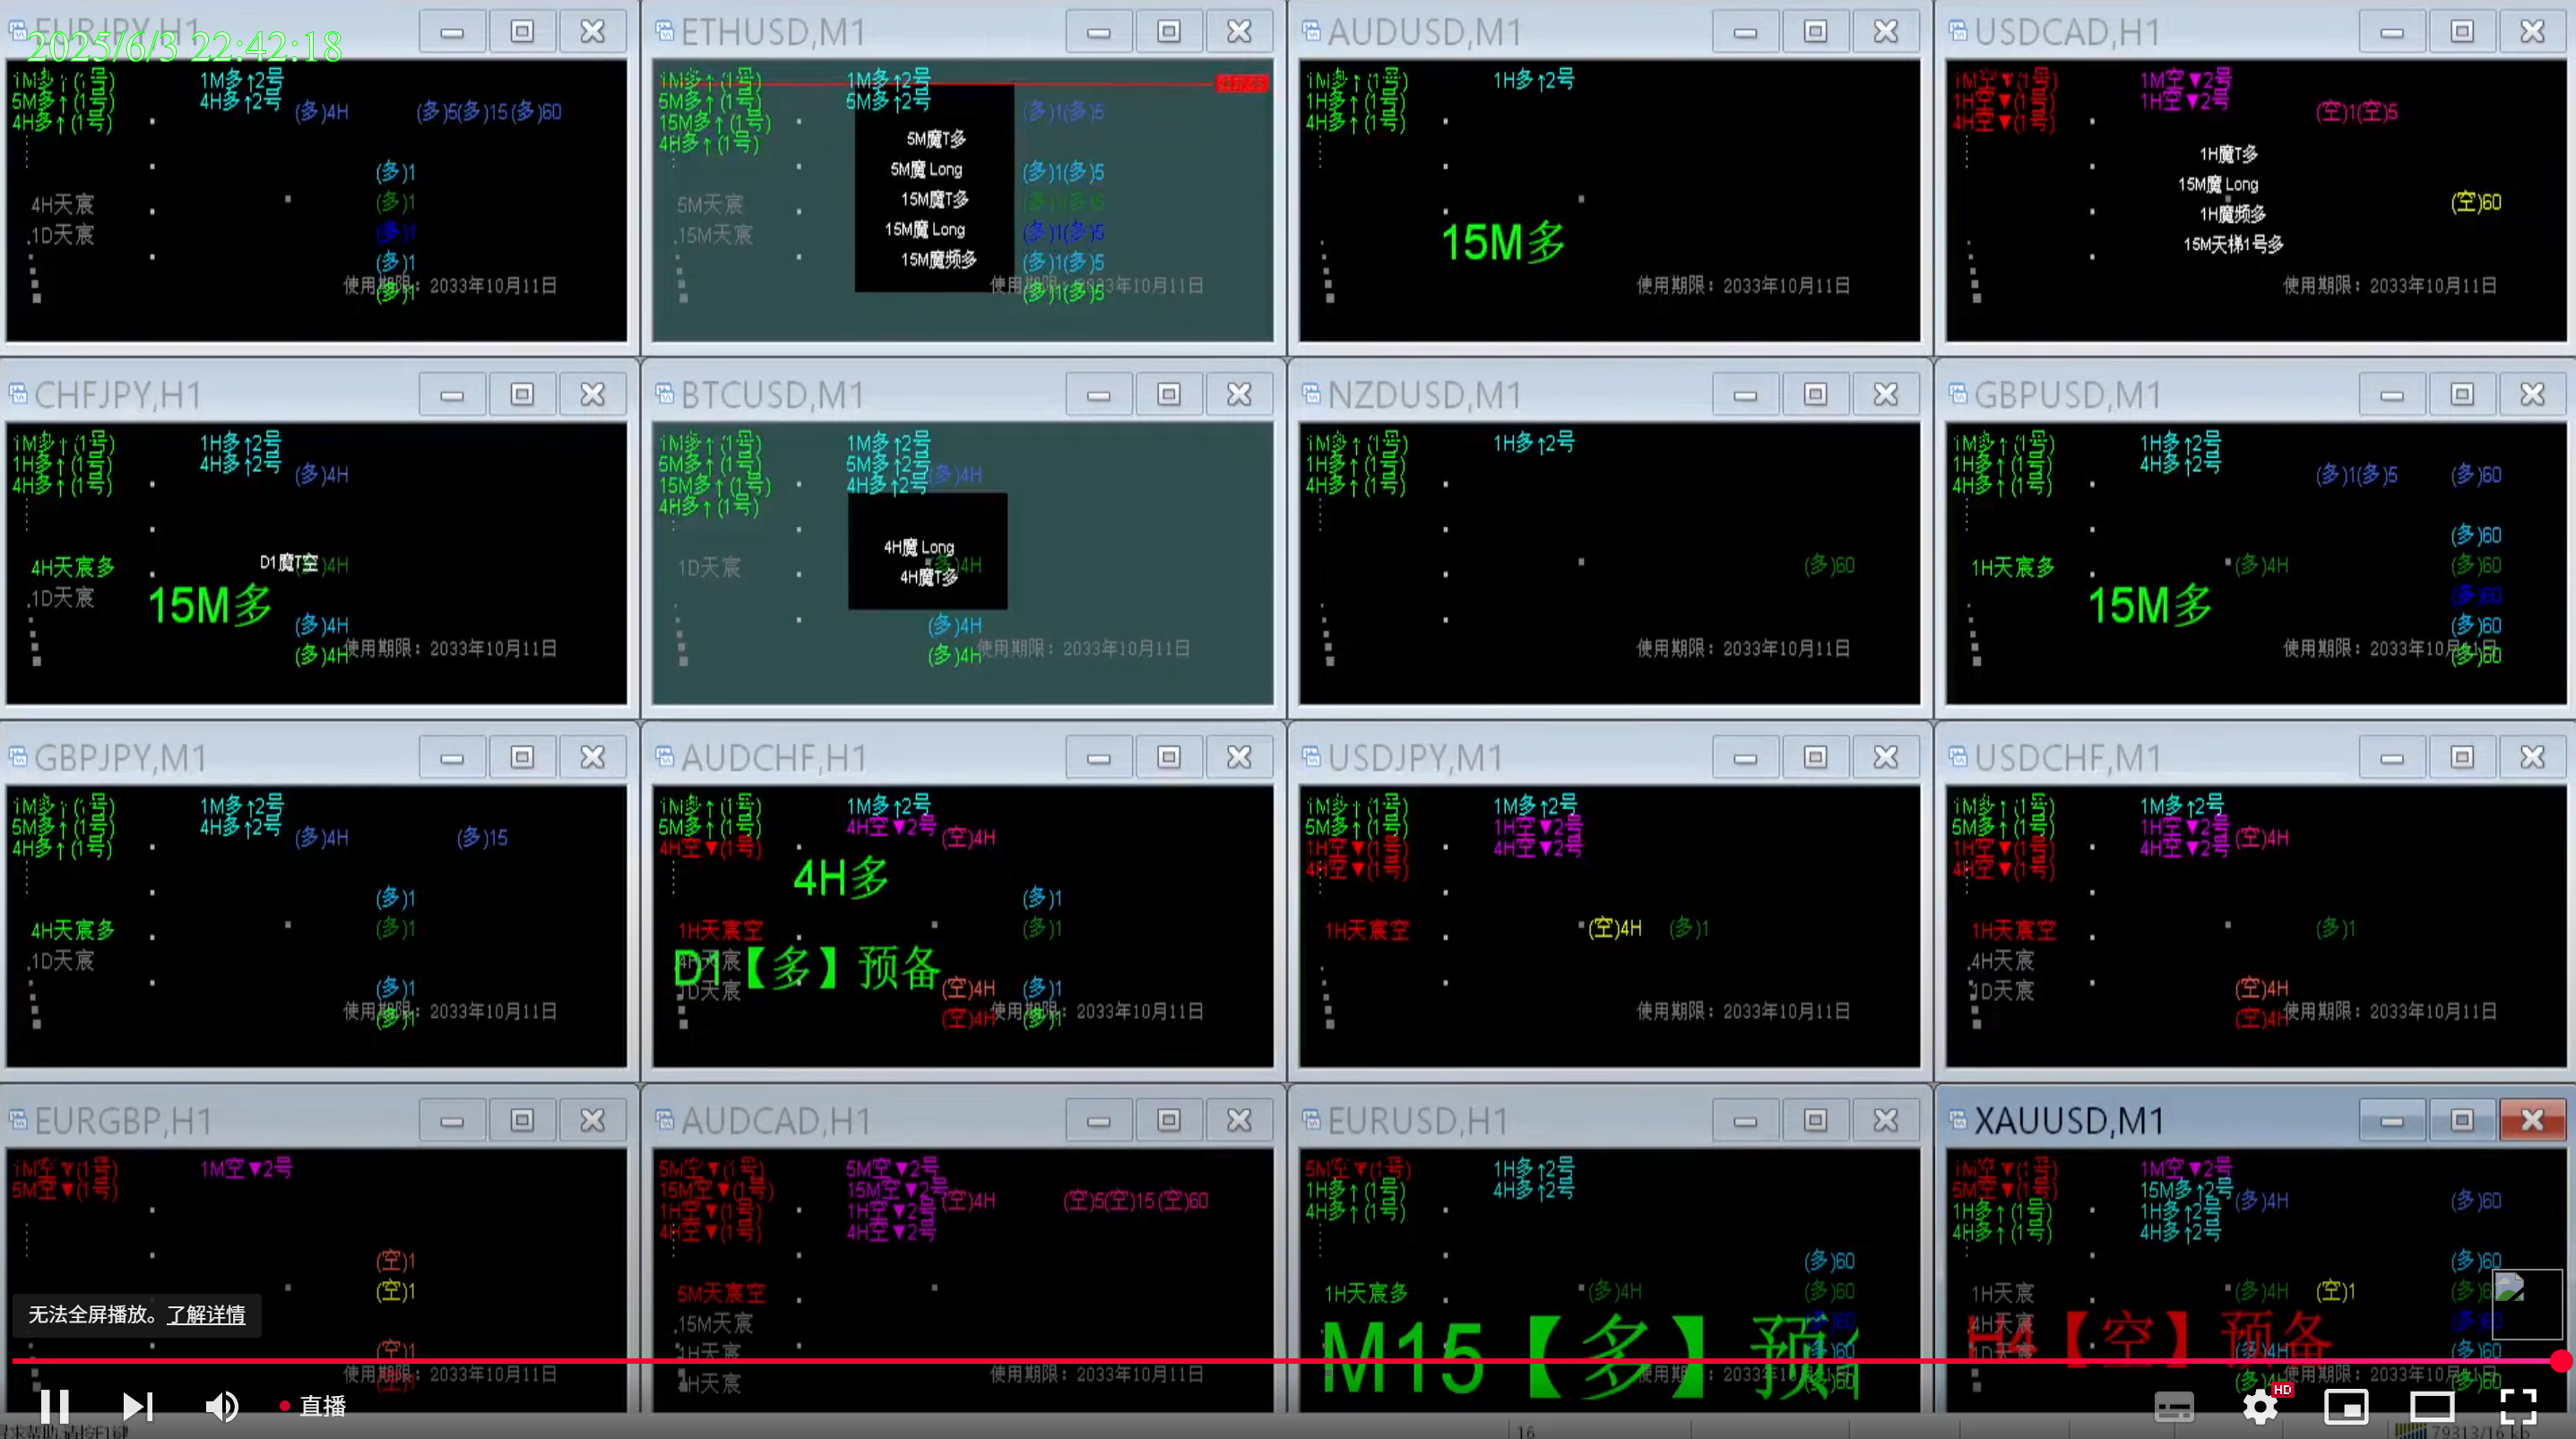 EURJPY,H1
2025/6/3 22:42:18
1M多↑(1号)
5M多↑(1号)
4H多↑(1号)
1M多↑2号
4H多↑2号
(多)4H
(多)5(多)15(多)60
(多)1
(多)1
(多)1
(多)1
(多)1
4H天宸
1D天宸
使用期限：2033年10月11日
ETHUSD,M1
1M多↑(1号)
5M多↑(1号)
15M多↑(1号)
4H多↑(1号)
1M多↑2号
5M多↑2号
(多)1(多)5
5M魔T多
5M魔 Long
15M魔T多
15M魔 Long
15M魔频多
(多)1(多)5
(多)1(多)5
(多)1(多)5
(多)1(多)5
(多)1(多)5
5M天宸
15M天宸
AUDUSD,M1
1M多↑(1号)
1H多↑(1号)
4H多↑(1号)
1H多↑2号
15M多
使用期限：2033年10月11日
USDCAD,H1
1M空▼(1号)
1H空▼(1号)
4H空▼(1号)
1M空▼2号
1H空▼2号
(空)1(空)5
1H魔T多
15M魔 Long
1H魔频多
15M天梯1号多
(空)60
使用期限：2033年10月11日
CHFJPY,H1
1M多↑(1号)
1H多↑(1号)
4H多↑(1号)
1H多↑2号
4H多↑2号
(多)4H
4H天宸多
1D天宸
D1魔T空
15M多
(多)4H
(多)4H
使用期限：2033年10月11日
BTCUSD,M1
1M多↑(1号)
5M多↑(1号)
15M多↑(1号)
4H多↑(1号)
1M多↑2号
5M多↑2号
4H多↑2号
(多)4H
4H魔 Long
4H魔T多
(多)4H
1D天宸
(多)4H
(多)4H
使用期限：2033年10月11日
NZDUSD,M1
1M多↑(1号)
1H多↑(1号)
4H多↑(1号)
1H多↑2号
(多)60
使用期限：2033年10月11日
GBPUSD,M1
1M多↑(1号)
1H多↑(1号)
4H多↑(1号)
1H多↑2号
4H多↑2号
(多)1(多)5
(多)60
(多)60
1H天宸多
(多)4H
(多)60
15M多
(多)60
(多)60
(多)60
使用期限：2033年10月11日
GBPJPY,M1
1M多↑(1号)
5M多↑(1号)
4H多↑(1号)
1M多↑2号
4H多↑2号
(多)4H
(多)15
(多)1
(多)1
4H天宸多
1D天宸
(多)1
(多)1
使用期限：2033年10月11日
AUDCHF,H1
1M多↑(1号)
5M多↑(1号)
4H空▼(1号)
1M多↑2号
4H空▼2号
(空)4H
4H多
(多)1
(多)1
1H天宸空
4H天宸
1D天宸
D1【多】预备
(空)4H
(多)1
(空)4H
(多)1
使用期限：2033年10月11日
USDJPY,M1
1M多↑(1号)
5M多↑(1号)
1H空▼(1号)
4H空▼(1号)
1M多↑2号
1H空▼2号
4H空▼2号
1H天宸空
(空)4H
(多)1
使用期限：2033年10月11日
USDCHF,M1
1M多↑(1号)
5M多↑(1号)
1H空▼(1号)
4H空▼(1号)
1M多↑2号
1H空▼2号
4H空▼2号
(空)4H
1H天宸空
4H天宸
1D天宸
(多)1
(空)4H
(空)4H
使用期限：2033年10月11日
EURGBP,H1
1M空▼(1号)
5M空▼(1号)
1M空▼2号
(空)1
(空)1
(空)1
(空)1
使用期限：2033年10月11日
AUDCAD,H1
5M空▼(1号)
15M空▼(1号)
1H空▼(1号)
4H空▼(1号)
5M空▼2号
15M空▼2号
1H空▼2号
4H空▼2号
(空)4H
(空)5(空)15(空)60
5M天宸空
15M天宸
1H天宸
4H天宸
使用期限：2033年10月11日
EURUSD,H1
5M空▼(1号)
1H多↑(1号)
4H多↑(1号)
1H多↑2号
4H多↑2号
(多)60
1H天宸多
(多)4H
(多)60
M15【多】
(多)60
(多)60
XAUUSD,M1
1M空▼(1号)
5M空▼(1号)
1H多↑(1号)
4H多↑(1号)
1M空▼2号
15M多↑2号
1H多↑2号
4H多↑2号
(多)4H
(多)60
(多)60
1H天宸
(多)4H
(空)1
4H天宸
1D天宸
H4【空】预备
(多)4H
(多)60
(多)60
使用期限：2033年10月11日
无法全屏播放。了解详情
直播
HD
16
79313/16 kb